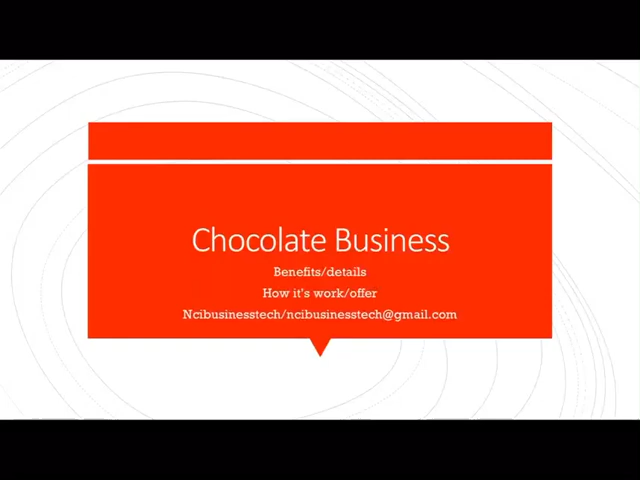 Chocolate Business
Benefits/details
How it's work/offer
Ncibusinesstech/ncibusinesstech@gmail.com